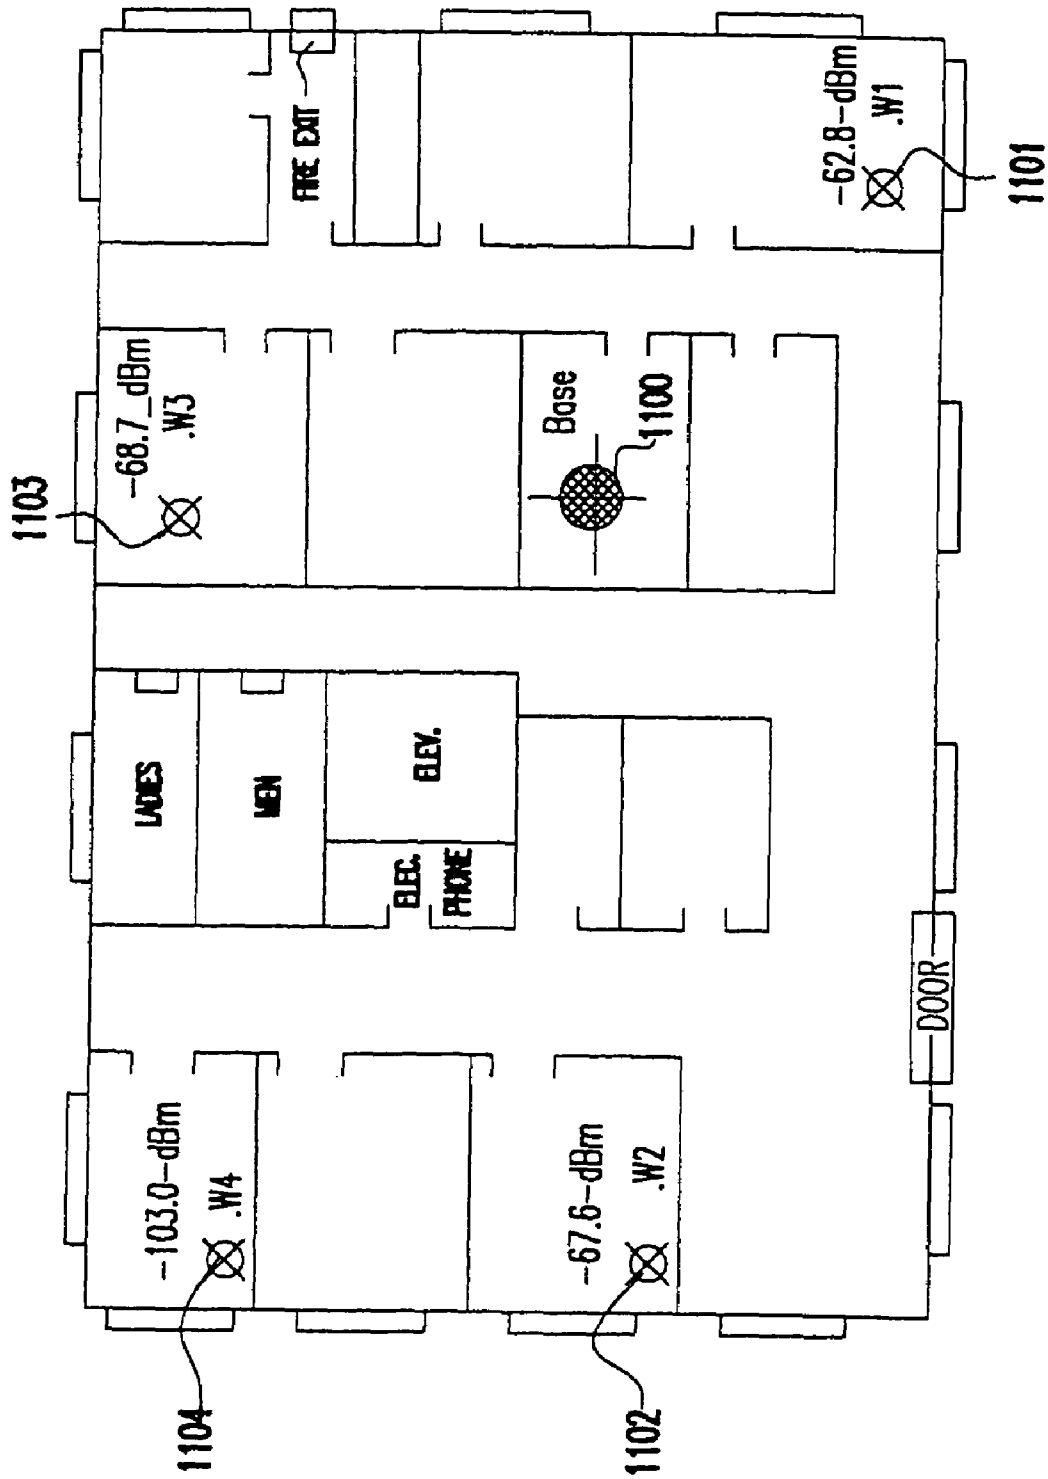 1104
1103
-103.0-dBm
.W4
LADIES
-68.7_dBm
.W3
MEN
FIRE EXIT
ELEC.
PHONE
ELEV.
-67.6-dBm
.W2
1102
Base
1100
-62.8-dBm
.W1
DOOR
1101